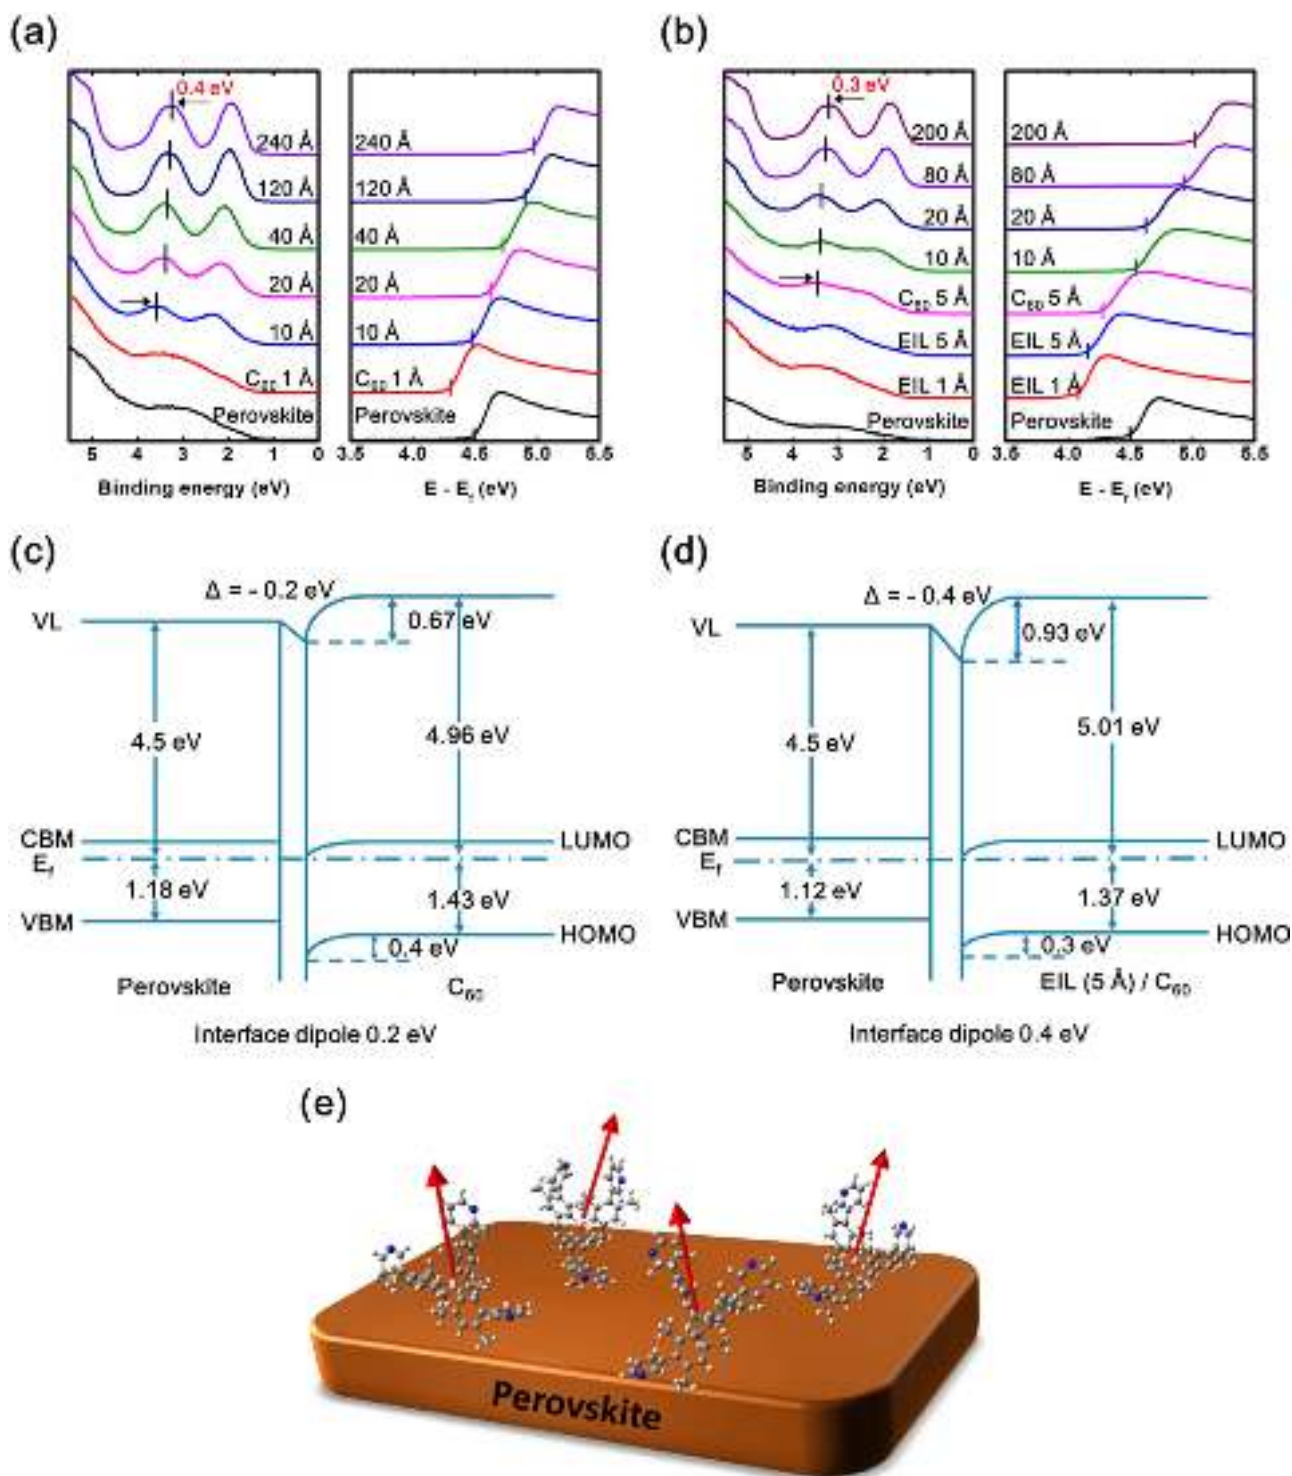 (a)
(b)
0.4 eV
240 Å
120 Å
40 Å
20 Å
10 Å
C60 1 Å
Perovskite
5 4 3 2 1 0
Binding energy (eV)
240 Å
120 Å
40 Å
20 Å
10 Å
C60 1 Å
Perovskite
3.5 4.0 4.5 5.0 5.5
E - Ef (eV)
0.3 eV
200 Å
80 Å
20 Å
10 Å
C60 5 Å
EIL 5 Å
EIL 1 Å
Perovskite
5 4 3 2 1 0
Binding energy (eV)
200 Å
80 Å
20 Å
10 Å
C60 5 Å
EIL 5 Å
EIL 1 Å
Perovskite
3.5 4.0 4.5 5.0 5.5
E - Ef (eV)
(c)
Δ = - 0.2 eV
VL
0.67 eV
4.5 eV
4.96 eV
CBM
LUMO
Ef
1.18 eV
1.43 eV
VBM
HOMO
0.4 eV
Perovskite
C60
Interface dipole 0.2 eV
(d)
Δ = - 0.4 eV
VL
0.93 eV
4.5 eV
5.01 eV
CBM
LUMO
Ef
1.12 eV
1.37 eV
VBM
HOMO
0.3 eV
Perovskite
EIL (5 Å) / C60
Interface dipole 0.4 eV
(e)
Perovskite